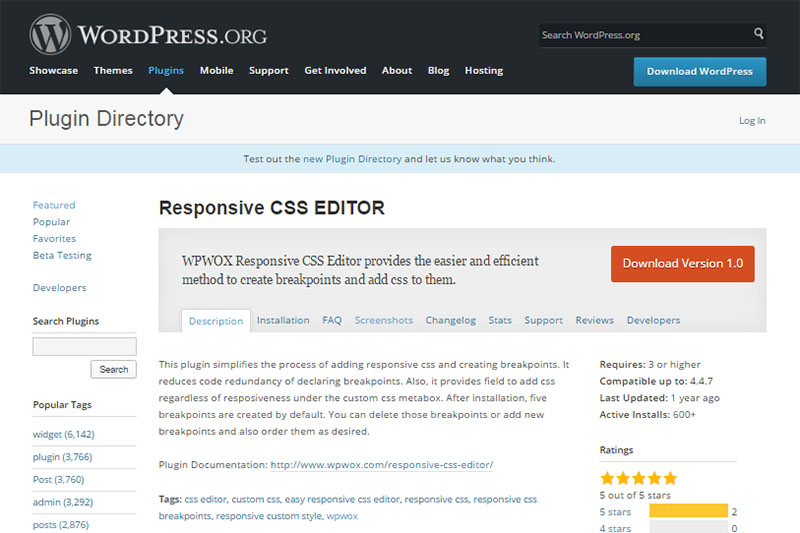 WORDPRESS.ORG
Search WordPress.org
Showcase Themes Plugins Mobile Support Get Involved About Blog Hosting
Download WordPress
Plugin Directory
Log In
Test out the new Plugin Directory and let us know what you think.
Featured
Popular
Favorites
Beta Testing
Developers
Search Plugins
Search
Popular Tags
widget (6,142)
plugin (3,766)
Post (3,760)
admin (3,292)
posts (2,876)
Responsive CSS EDITOR
WPWOX Responsive CSS Editor provides the easier and efficient
method to create breakpoints and add css to them.
Download Version 1.0
Description Installation FAQ Screenshots Changelog Stats Support Reviews Developers
This plugin simplifies the process of adding responsive css and creating breakpoints. It
reduces code redundancy of declaring breakpoints. Also, it provides field to add css
regardless of resposiveness under the custom css metabox. After installation, five
breakpoints are created by default. You can delete those breakpoints or add new
breakpoints and also order them as desired.
Plugin Documentation: http://www.wpwox.com/responsive-css-editor/
Tags: css editor, custom css, easy responsive css editor, responsive css, responsive css
breakpoints, responsive custom style, wpwox
Requires: 3 or higher
Compatible up to: 4.4.7
Last Updated: 1 year ago
Active Installs: 600+
Ratings
5 out of 5 stars
5 stars 2
4 stars 0